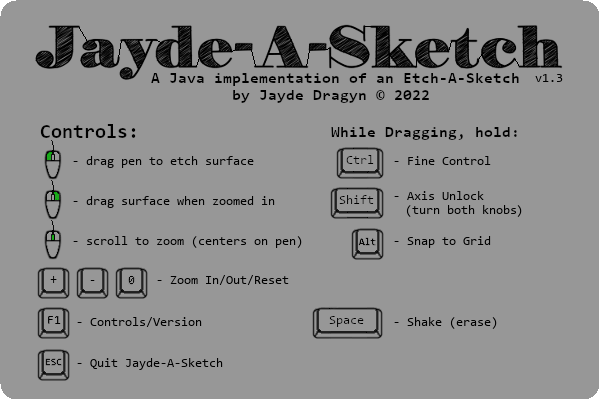 Jayde-A-Sketch
A Java implementation of an Etch-A-Sketch v1.3
by Jayde Dragyn © 2022
Controls:
- drag pen to etch surface
- drag surface when zoomed in
- scroll to zoom (centers on pen)
+ - 0 - Zoom In/Out/Reset
F1 - Controls/Version
ESC - Quit Jayde-A-Sketch
While Dragging, hold:
Ctrl - Fine Control
Shift - Axis Unlock
(turn both knobs)
Alt - Snap to Grid
Space - Shake (erase)